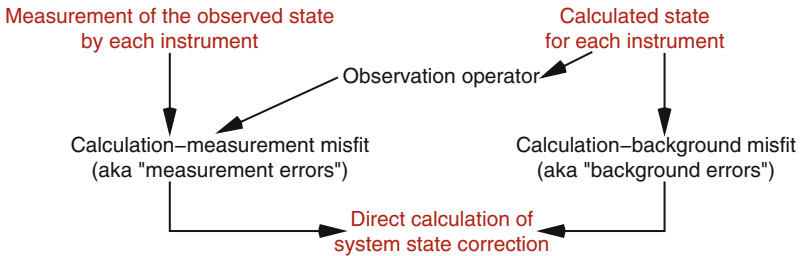 Measurement of the observed state
by each instrument
Calculated state
for each instrument
Observation operator
Calculation–measurement misfit
(aka "measurement errors")
Calculation–background misfit
(aka "background errors")
Direct calculation of
system state correction